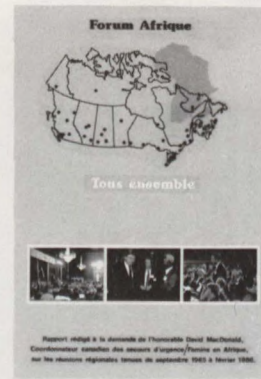 Forum Afrique
Tous ensemble
Rapport rédigé à la demande de l'honorable David MacDonald,
Coordonnateur canadien des secours d'urgence/Famine en Afrique,
sur les réunions régionales tenues de septembre 1985 à février 1986.